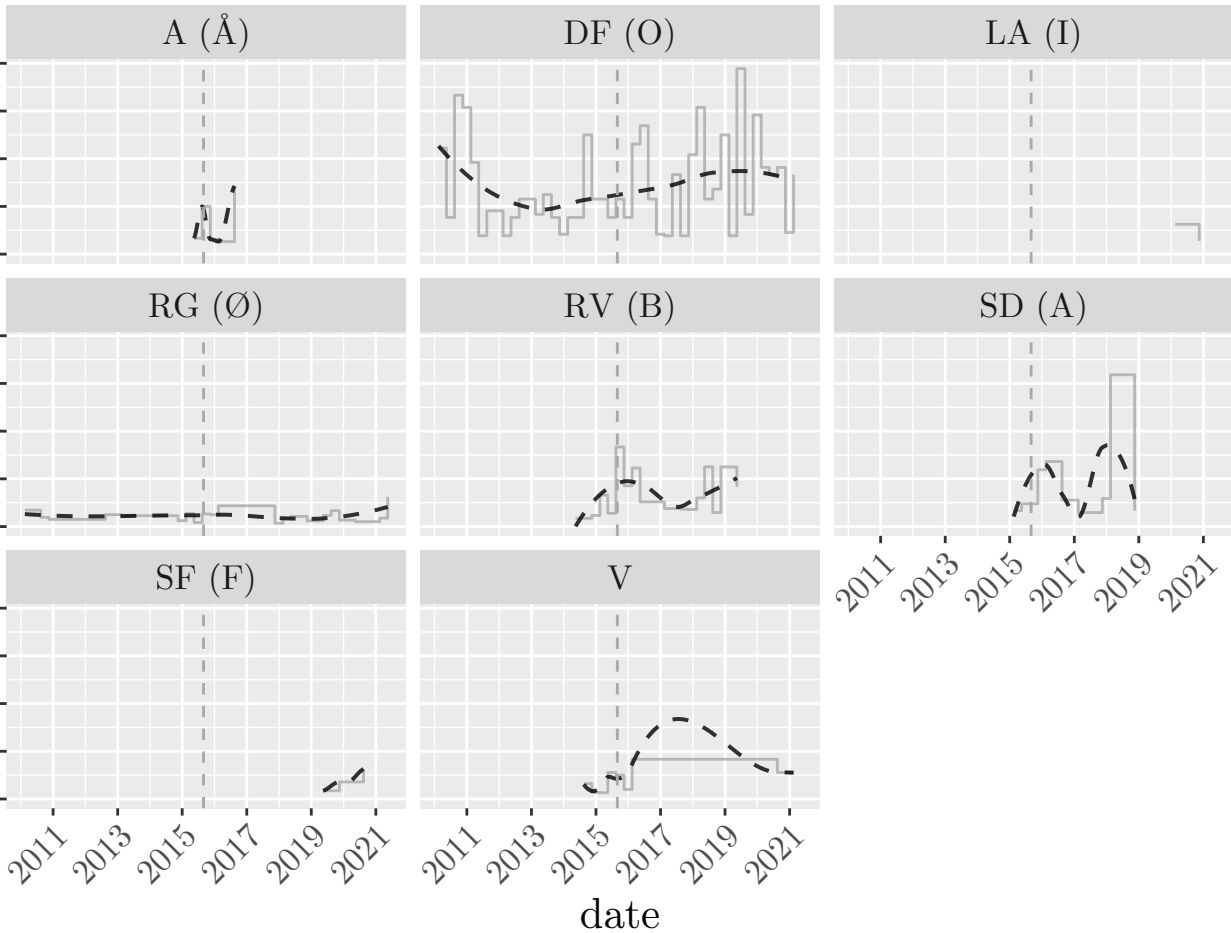 A (Å) DF (O) LA (I)
RG (Ø) RV (B) SD (A)
2011 2013 2015 2017 2019 2021
SF (F) V
2011 2013 2015 2017 2019 2021 2011 2013 2015 2017 2019 2021
date